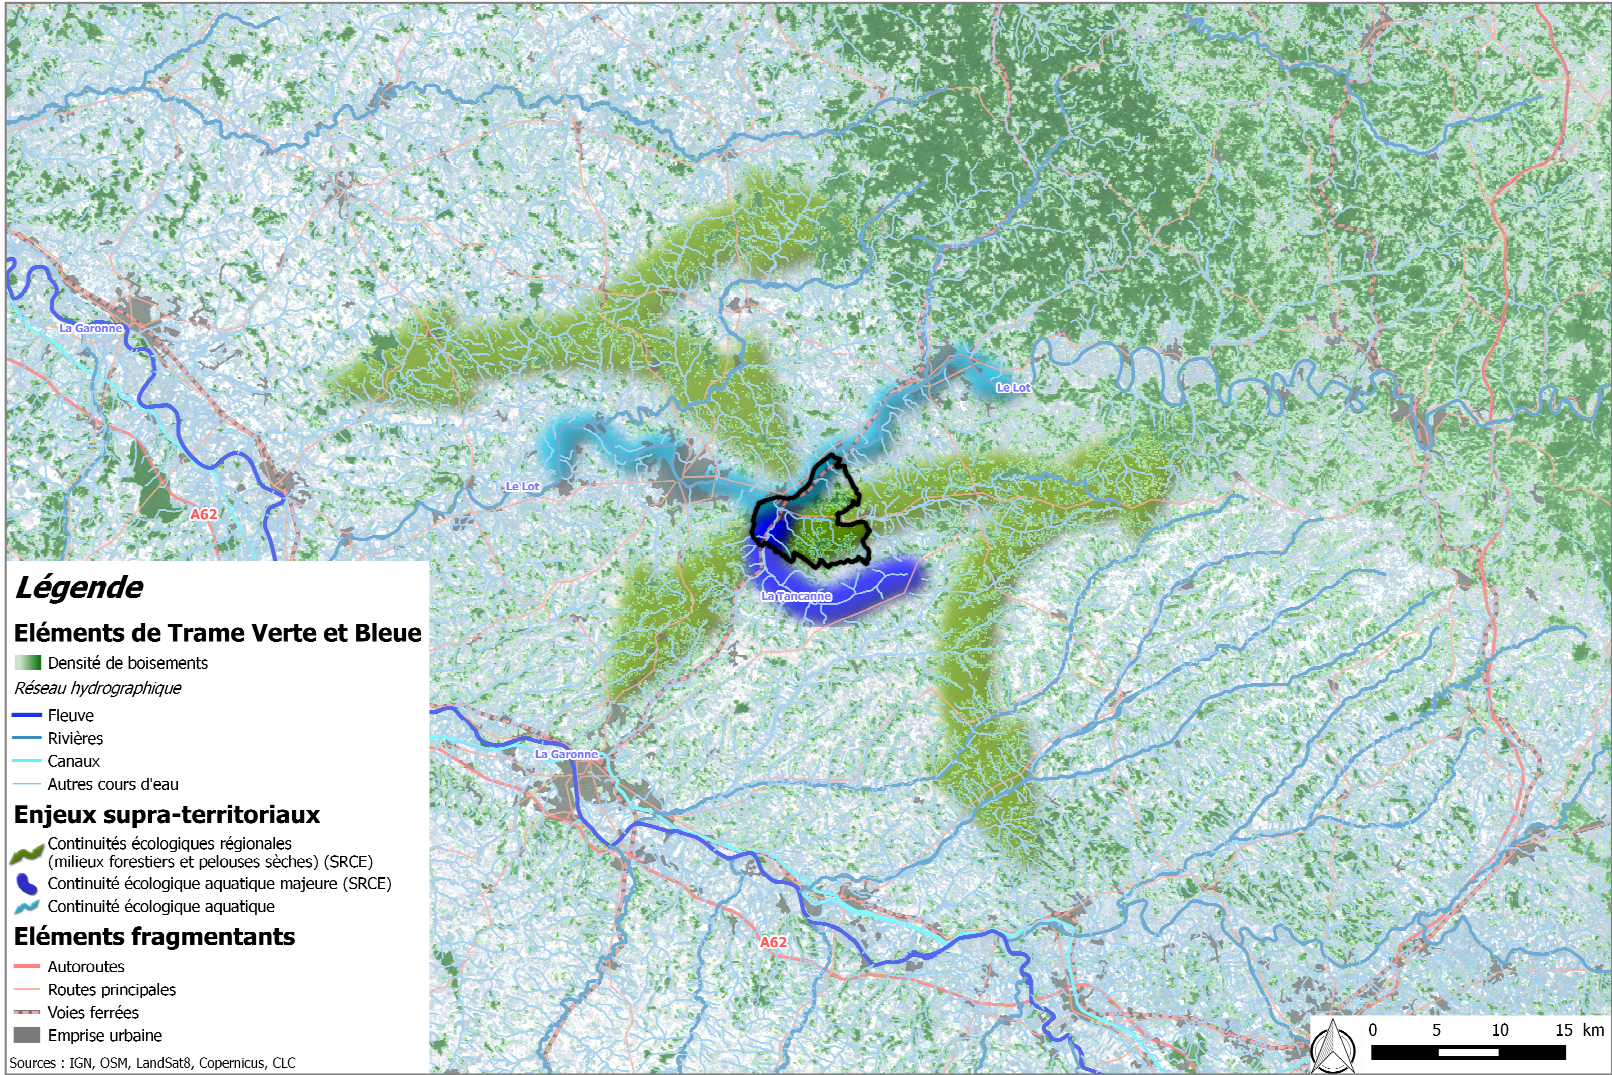 La Garonne
Le Lot
Le Lot
A62
La Tancanne
La Garonne
A62
Légende
Eléments de Trame Verte et Bleue
Densité de boisements
Réseau hydrographique
Fleuve
Rivières
Canaux
Autres cours d'eau
Enjeux supra-territoriaux
Continuités écologiques régionales
(milieux forestiers et pelouses sèches) (SRCE)
Continuité écologique aquatique majeure (SRCE)
Continuité écologique aquatique
Eléments fragmentants
Autoroutes
Routes principales
Voies ferrées
Emprise urbaine
Sources : IGN, OSM, LandSat8, Copernicus, CLC
0 5 10 15 km